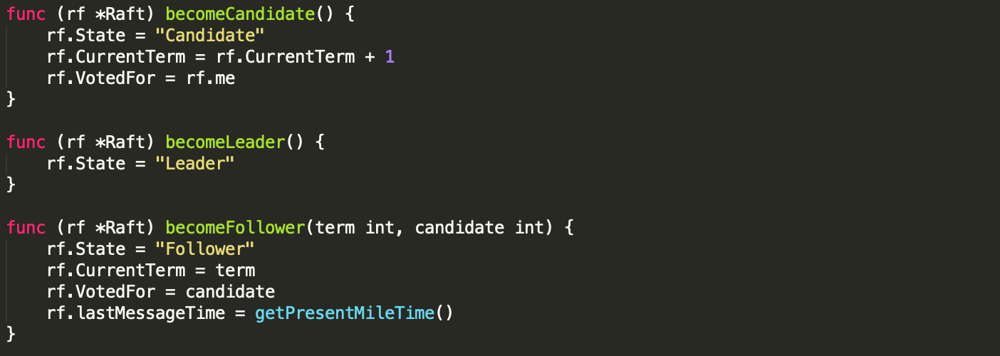 func (rf *Raft) becomeCandidate() {
    rf.State = "Candidate"
    rf.CurrentTerm = rf.CurrentTerm + 1
    rf.VotedFor = rf.me
}
func (rf *Raft) becomeLeader() {
    rf.State = "Leader"
}
func (rf *Raft) becomeFollower(term int, candidate int) {
    rf.State = "Follower"
    rf.CurrentTerm = term
    rf.VotedFor = candidate
    rf.lastMessageTime = getPresentMileTime()
}